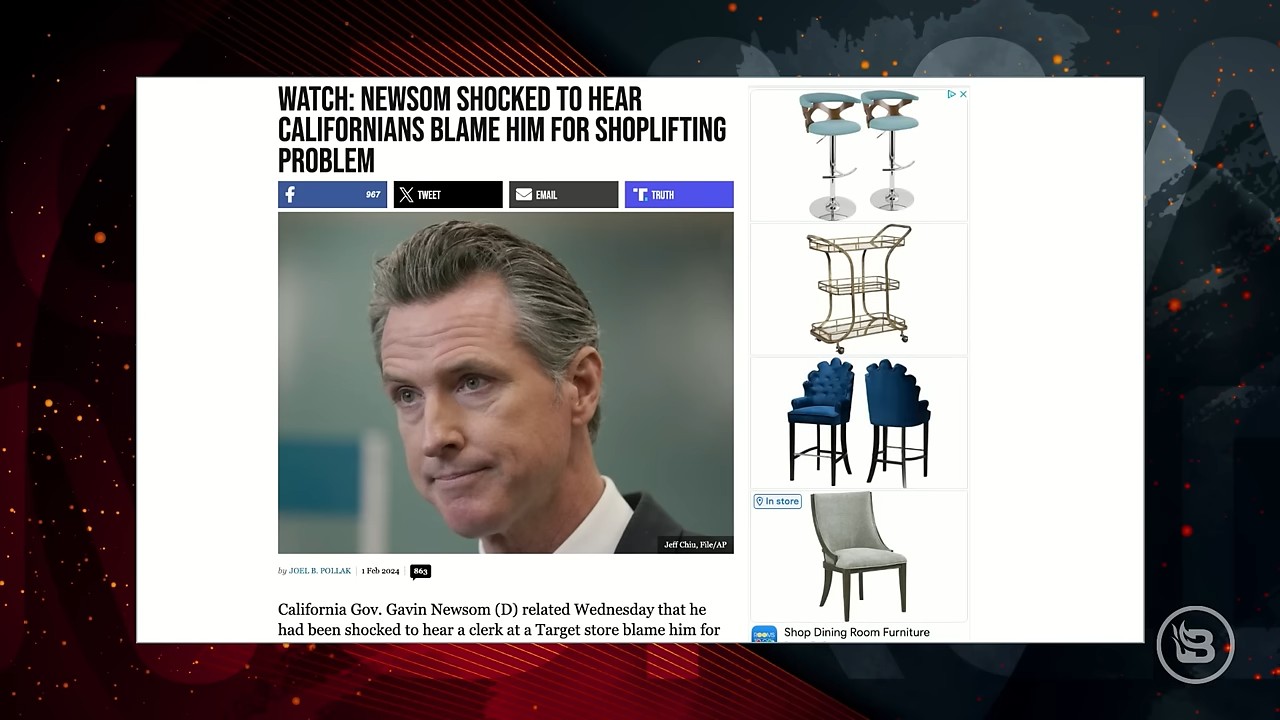 WATCH: NEWSOM SHOCKED TO HEAR
CALIFORNIANS BLAME HIM FOR SHOPLIFTING
PROBLEM
967
TWEET
EMAIL
TRUTH
Jeff Chiu, File/AP
by JOEL B. POLLAK 1 Feb 2024 863
California Gov. Gavin Newsom (D) related Wednesday that he
had been shocked to hear a clerk at a Target store blame him for
In store
ROOMS
Shop Dining Room Furniture